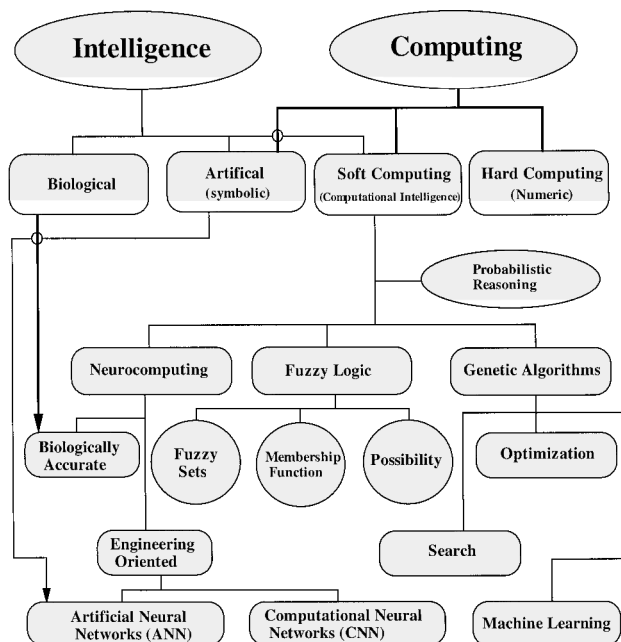 Intelligence
Computing
Biological
Artifical
(symbolic)
Soft Computing
(Computational Intelligence)
Hard Computing
(Numeric)
Probabilistic
Reasoning
Neurocomputing
Fuzzy Logic
Genetic Algorithms
Biologically
Accurate
Fuzzy
Sets
Membership
Function
Possibility
Optimization
Engineering
Oriented
Search
Artificial Neural
Networks (ANN)
Computational Neural
Networks (CNN)
Machine Learning